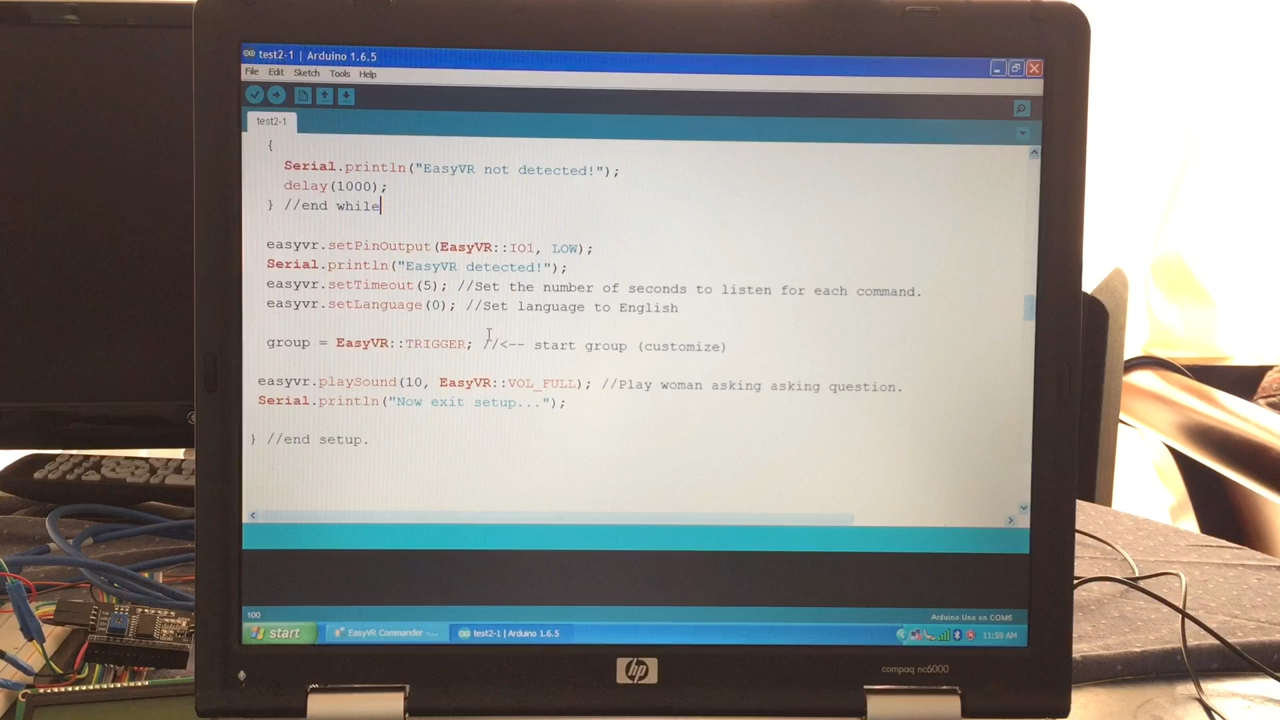 test2-1 | Arduino 1.6.5
File Edit Sketch Tools Help
test2-1
{
Serial.println("EasyVR not detected!");
delay(1000);
} //end while
easyvr.setPinOutput(EasyVR::IO1, LOW);
Serial.println("EasyVR detected!");
easyvr.setTimeout(5); //Set the number of seconds to listen for each command.
easyvr.setLanguage(0); //Set language to English
group = EasyVR::TRIGGER; //<-- start group (customize)
easyvr.playSound(10, EasyVR::VOL_FULL); //Play woman asking asking question.
Serial.println("Now exit setup...");
} //end setup.
100
Arduino Uno on COM5
start EasyVR Commander -... test2-1 | Arduino 1.6.5 11:59 AM
hp
compaq nc6000